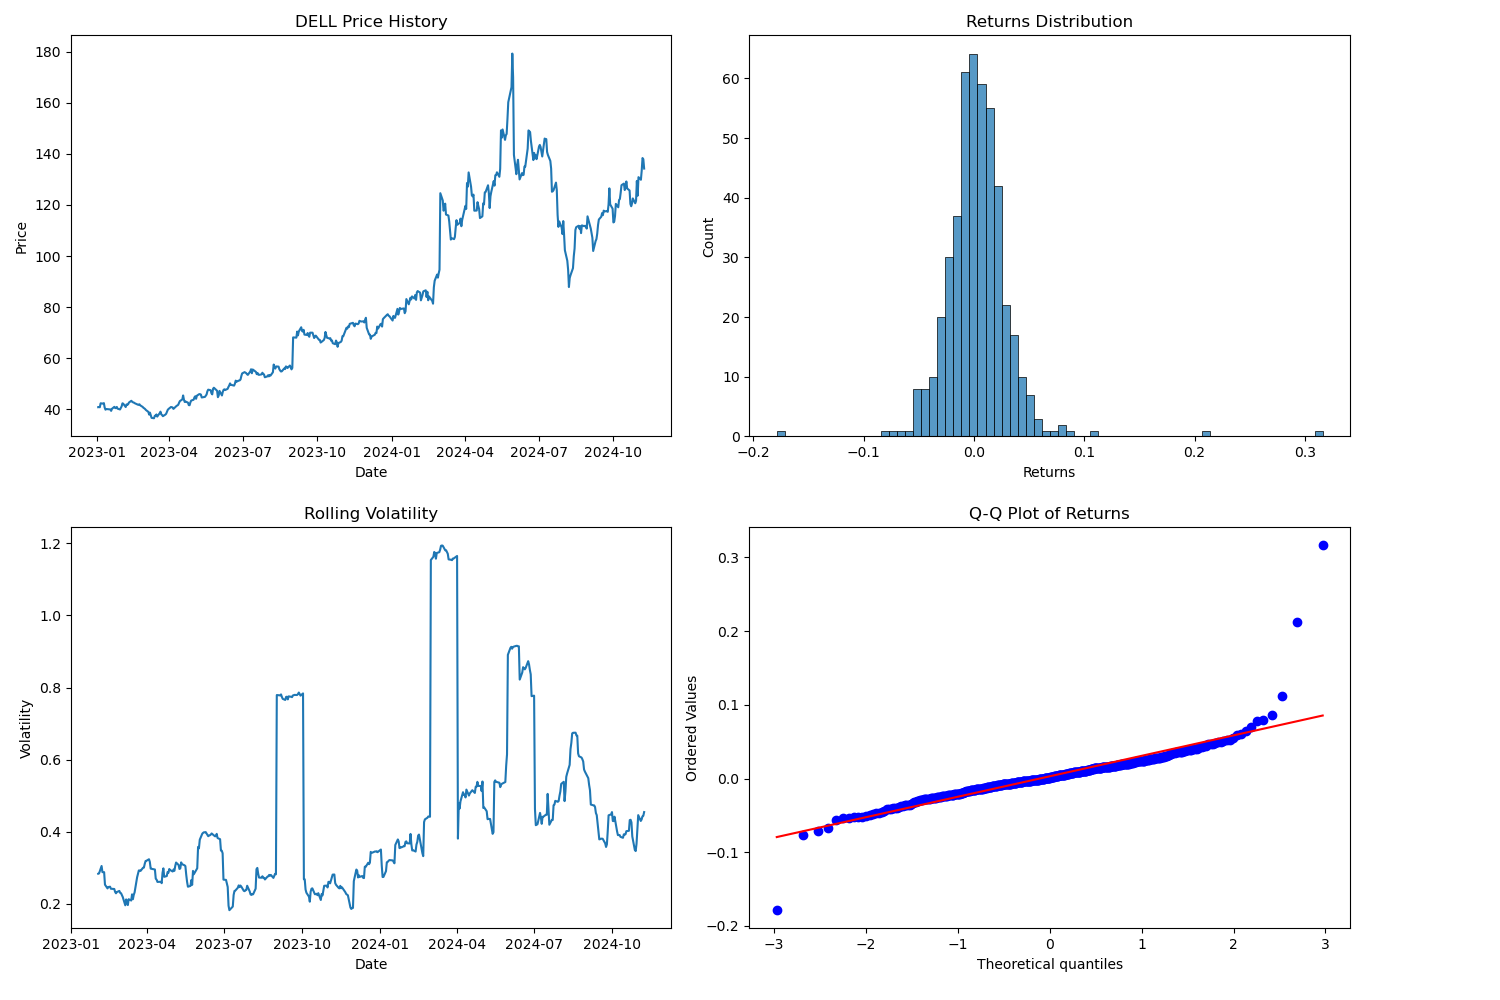 DELL Price History
Price
180
160
140
120
100
80
60
40
2023-01 2023-04 2023-07 2023-10 2024-01 2024-04 2024-07 2024-10
Date
Returns Distribution
Count
60
50
40
30
20
10
0
−0.2 −0.1 0.0 0.1 0.2 0.3
Returns
Rolling Volatility
Volatility
1.2
1.0
0.8
0.6
0.4
0.2
2023-01 2023-04 2023-07 2023-10 2024-01 2024-04 2024-07 2024-10
Date
Q-Q Plot of Returns
Ordered Values
0.3
0.2
0.1
0.0
−0.1
−0.2
−3 −2 −1 0 1 2 3
Theoretical quantiles